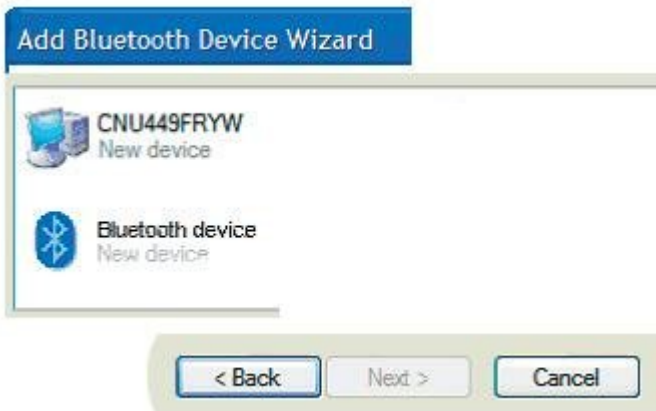 Add Bluetooth Device Wizard
CNU449FRYW
New device
Bluetooth device
New device
< Back Next > Cancel